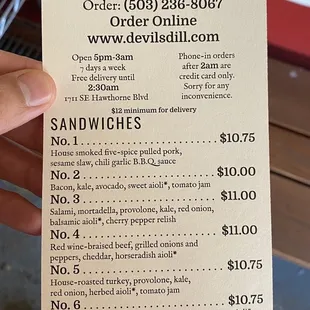 Order: (503) 236-8067
Order Online
www.devilsdill.com
Open 5pm-3am
7 days a week
Free delivery until
2:30am
1711 SE Hawthorne Blvd
Phone-in orders
after 2am are
credit card only.
Sorry for any
inconvenience.
$12 minimum for delivery
SANDWICHES
No. 1 . . . . . . . . . . . . . . . . . . . . . . . $10.75
House smoked five-spice pulled pork,
sesame slaw, chili garlic B.B.Q. sauce
No. 2 . . . . . . . . . . . . . . . . . . . . . . . $10.00
Bacon, kale, avocado, sweet aioli*, tomato jam
No. 3 . . . . . . . . . . . . . . . . . . . . . . . $11.00
Salami, mortadella, provolone, kale, red onion,
balsamic aioli*, cherry pepper relish
No. 4 . . . . . . . . . . . . . . . . . . . . . . . $11.00
Red wine-braised beef, grilled onions and
peppers, cheddar, horseradish aioli*
No. 5 . . . . . . . . . . . . . . . . . . . . . . . $10.75
House-roasted turkey, provolone, kale,
red onion, herbed aioli*, tomato jam
No. 6 . . . . . . . . . . . . . . . . . . . . . . . $10.75